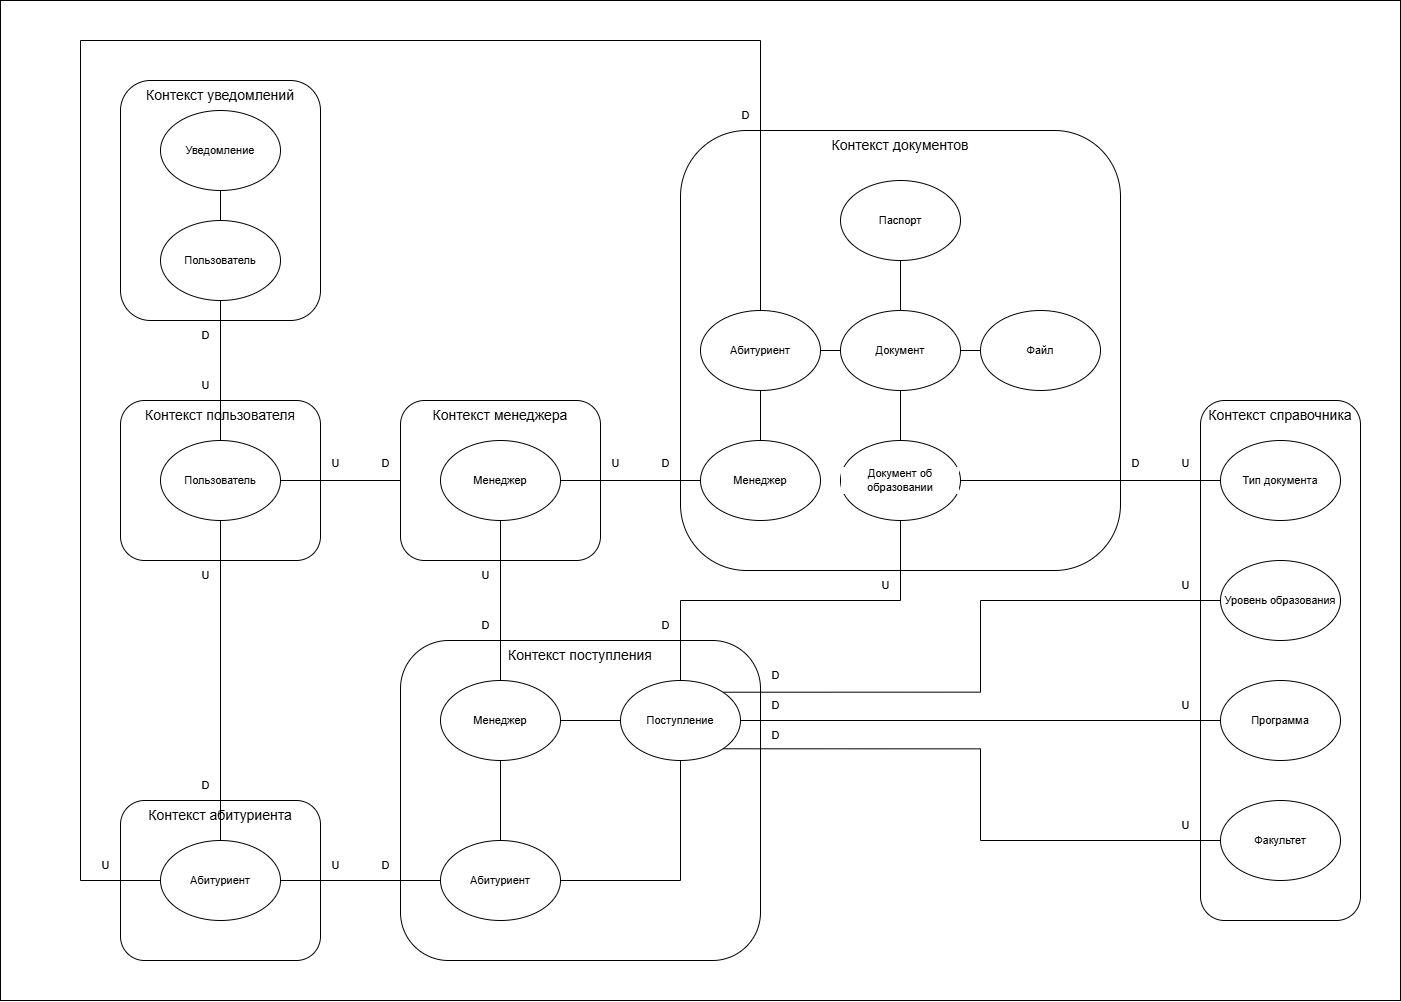 D
Контекст уведомлений
Уведомление
Пользователь
D
U
Контекст документов
Паспорт
Абитуриент
Документ
Файл
Менеджер
Документ об
образовании
Контекст пользователя
Пользователь
U
D
Контекст менеджера
Менеджер
U
D
D
U
Контекст справочника
Тип документа
U
Уровень образования
U
Программа
U
Факультет
U
U
U
D
D
Контекст поступления
Менеджер
Поступление
Абитуриент
D
D
D
D
Контекст абитуриента
Абитуриент
U
U
D